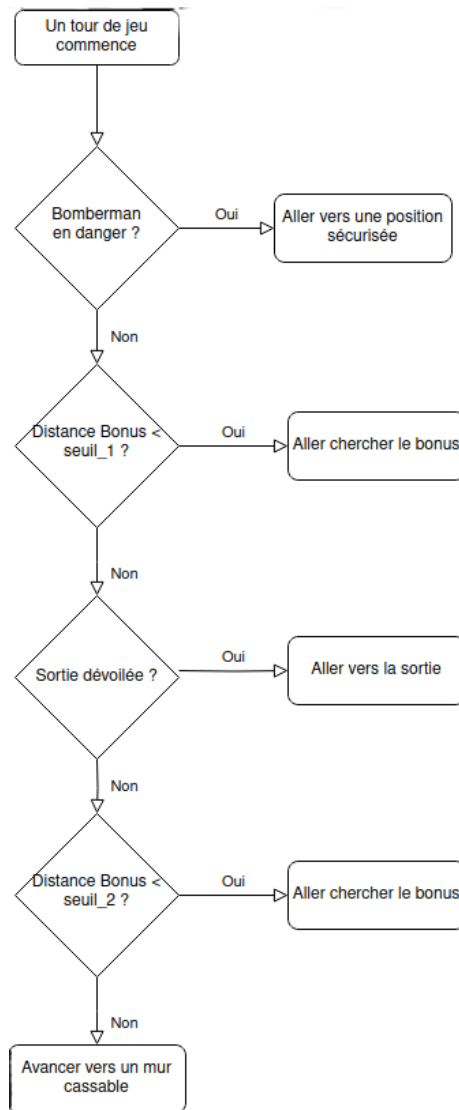 Un tour de jeu
commence
Bomberman
en danger ?
Oui
Aller vers une position
sécurisée
Non
Distance Bonus <
seuil_1 ?
Oui
Aller chercher le bonus
Non
Sortie dévoilée ?
Oui
Aller vers la sortie
Non
Distance Bonus <
seuil_2 ?
Oui
Aller chercher le bonus
Non
Avancer vers un mur
cassable